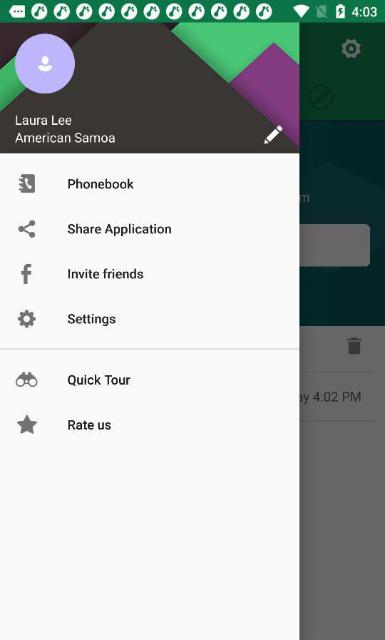 4:03
Laura Lee
American Samoa
Phonebook
Share Application
Invite friends
Settings
4:02 PM
Quick Tour
Rate us